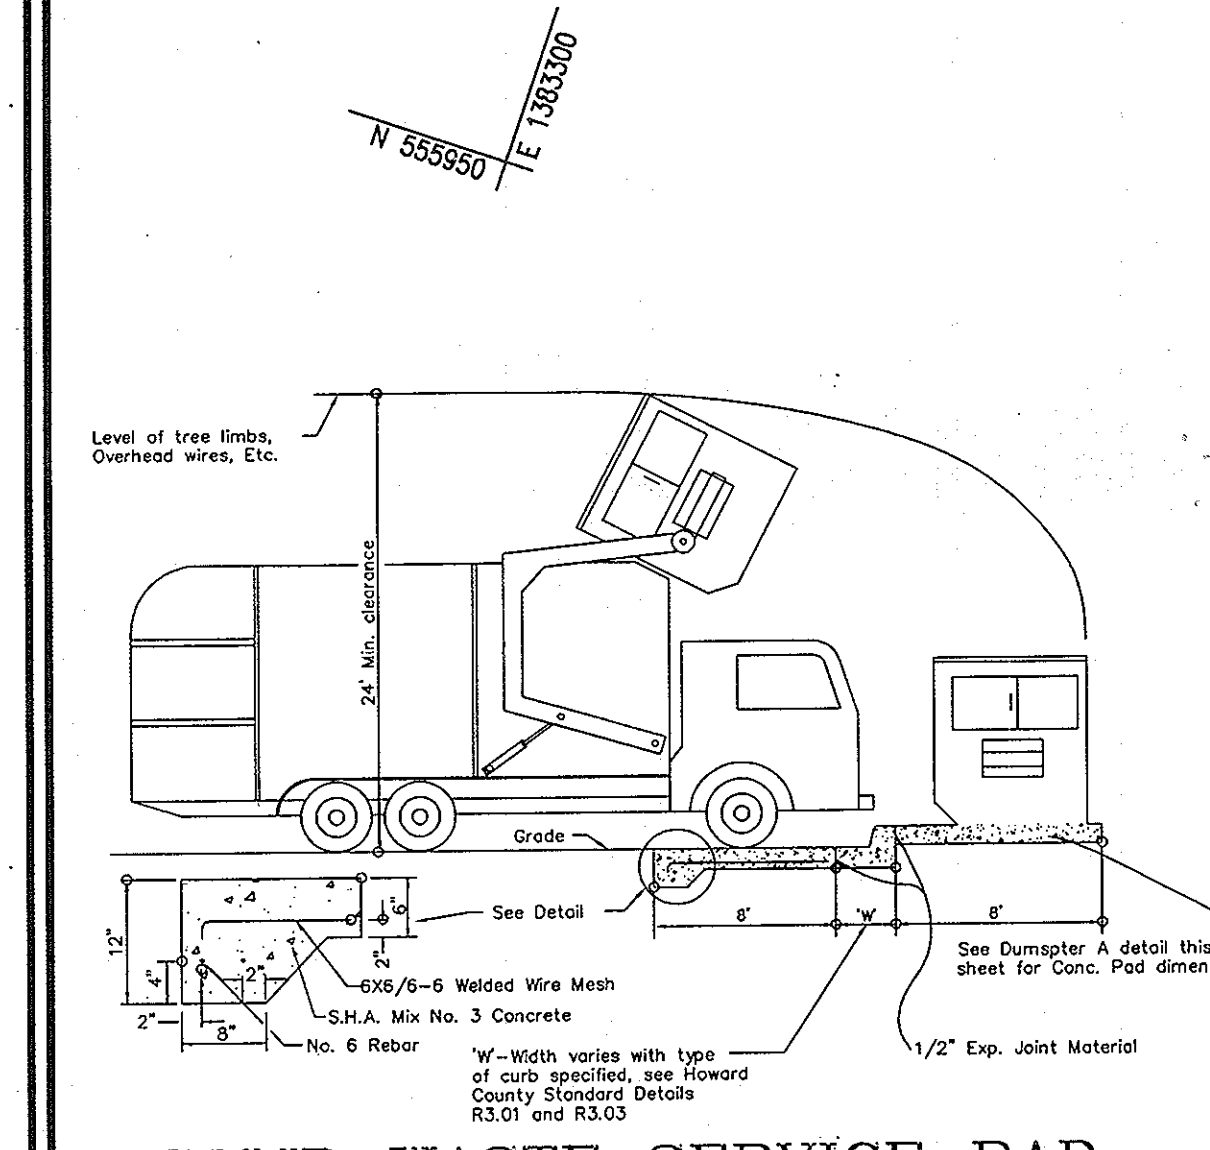 E 1383300
N 555950
Level of tree limbs,
Overhead wires, Etc.
24' Min. clearance
Grade
See Detail
8'
'W'
8'
12"
4"
2"
8"
2"
6"
2"
6X6/6-6 Welded Wire Mesh
S.H.A. Mix No. 3 Concrete
No. 6 Rebar
See Dumspter A detail this
sheet for Conc. Pad dimen
1/2" Exp. Joint Material
'W'-Width varies with type
of curb specified, see Howard
County Standard Details
R3.01 and R3.03
WASTE SERVICE PAD